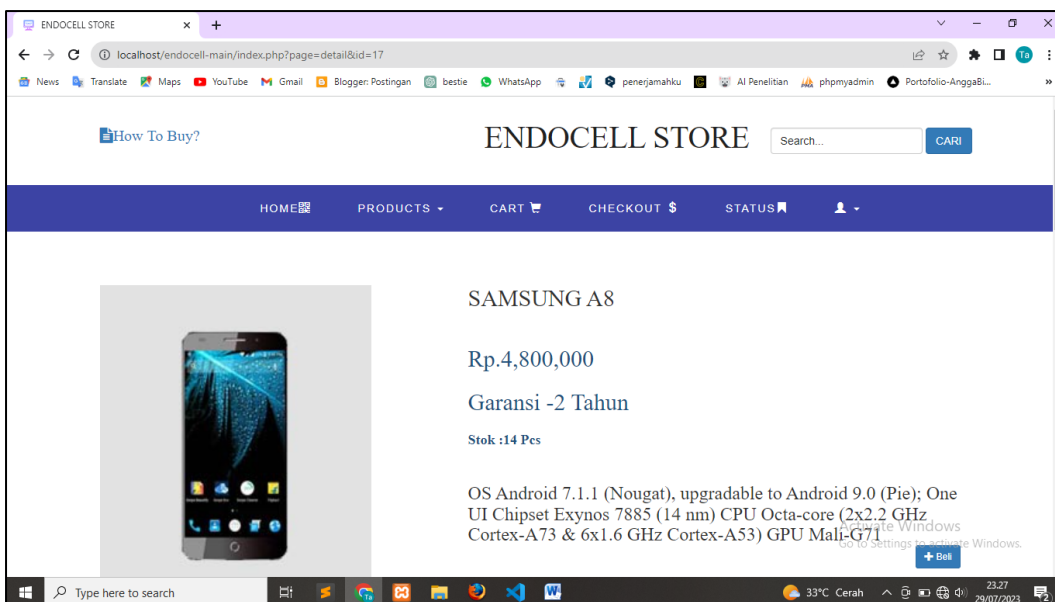 ENDOCELL STORE
localhost/endocell-main/index.php?page=detail&id=17
Ta
News Translate Maps YouTube Gmail Blogger: Postingan bestie WhatsApp penerjamahku AI Penelitian phpmyadmin Portofolio-AnggaBi... »
How To Buy?
ENDOCELL STORE
Search...
CARI
HOME PRODUCTS CART CHECKOUT $ STATUS
SAMSUNG A8
Rp.4,800,000
Garansi -2 Tahun
Stok :14 Pcs
OS Android 7.1.1 (Nougat), upgradable to Android 9.0 (Pie); One
UI Chipset Exynos 7885 (14 nm) CPU Octa-core (2x2.2 GHz
Cortex-A73 & 6x1.6 GHz Cortex-A53) GPU Mali-G71
Activate Windows
Go to Settings to activate Windows.
+ Beli
Type here to search
33°C Cerah
23.27
29/07/2023